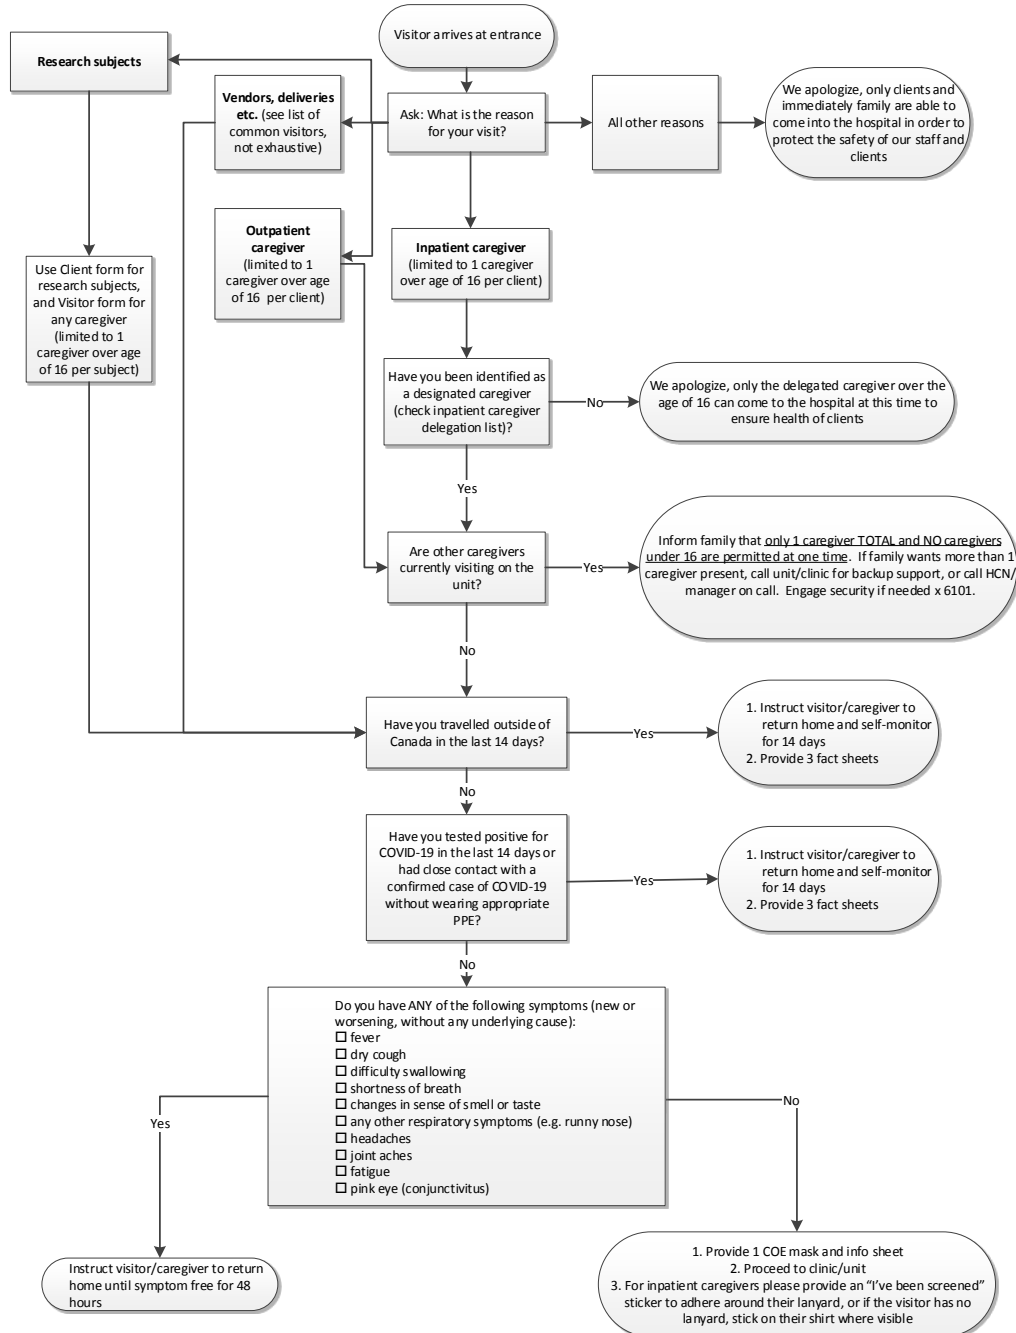 Visitor arrives at entrance
Research subjects
Vendors, deliveries
etc. (see list of
common visitors,
not exhaustive)
Ask: What is the reason
for your visit?
All other reasons
We apologize, only clients and
immediately family are able to
come into the hospital in order to
protect the safety of our staff and
clients
Outpatient
caregiver
(limited to 1
caregiver over age
of 16 per client)
Inpatient caregiver
(limited to 1 caregiver
over age of 16 per client)
Use Client form for
research subjects,
and Visitor form for
any caregiver
(limited to 1
caregiver over age
of 16 per subject)
Have you been identified as
a designated caregiver
(check inpatient caregiver
delegation list)?
No
We apologize, only the delegated caregiver over the
age of 16 can come to the hospital at this time to
ensure health of clients
Yes
Are other caregivers
currently visiting on the
unit?
Yes
Inform family that only 1 caregiver TOTAL and NO caregivers
under 16 are permitted at one time. If family wants more than 1
caregiver present, call unit/clinic for backup support, or call HCN/
manager on call. Engage security if needed x 6101.
No
Have you travelled outside of
Canada in the last 14 days?
Yes
1. Instruct visitor/caregiver to
return home and self-monitor
for 14 days
2. Provide 3 fact sheets
No
Have you tested positive for
COVID-19 in the last 14 days or
had close contact with a
confirmed case of COVID-19
without wearing appropriate
PPE?
Yes
1. Instruct visitor/caregiver to
return home and self-monitor
for 14 days
2. Provide 3 fact sheets
No
Do you have ANY of the following symptoms (new or
worsening, without any underlying cause):
☐ fever
☐ dry cough
☐ difficulty swallowing
☐ shortness of breath
☐ changes in sense of smell or taste
☐ any other respiratory symptoms (e.g. runny nose)
☐ headaches
☐ joint aches
☐ fatigue
☐ pink eye (conjunctivitus)
Yes
No
Instruct visitor/caregiver to return
home until symptom free for 48
hours
1. Provide 1 COE mask and info sheet
2. Proceed to clinic/unit
3. For inpatient caregivers please provide an “I’ve been screened”
sticker to adhere around their lanyard, or if the visitor has no
lanyard, stick on their shirt where visible